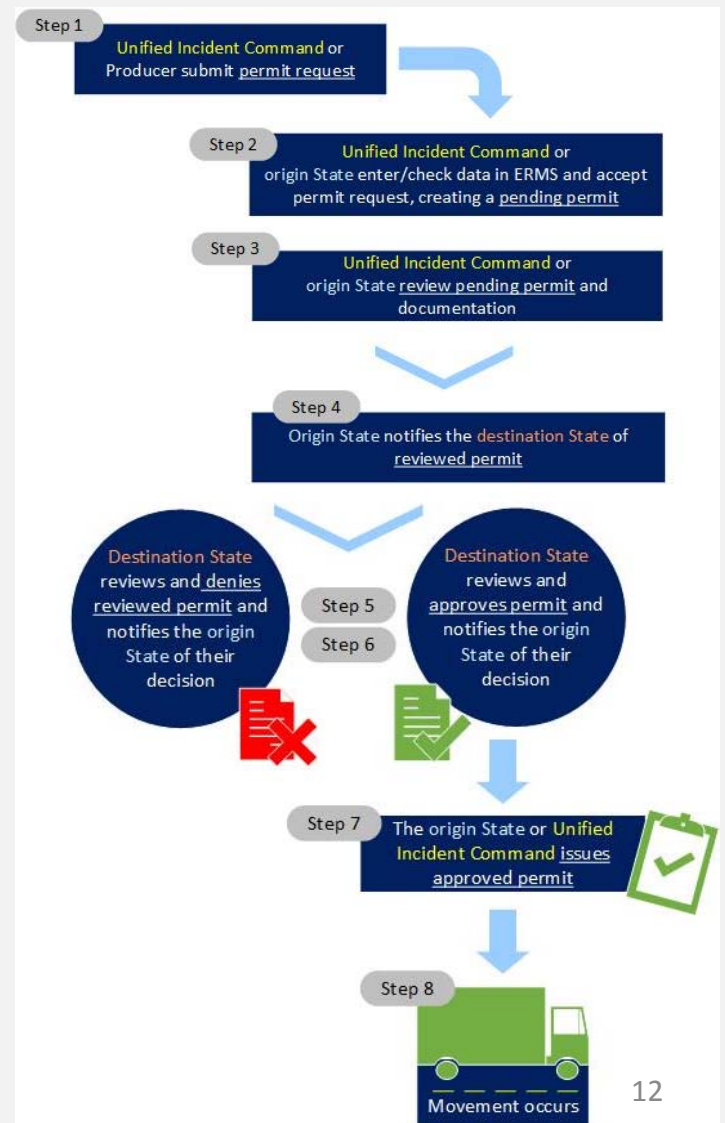 Step 1
Unified Incident Command or
Producer submit permit request
Step 2
Unified Incident Command or
origin State enter/check data in ERMS and accept
permit request, creating a pending permit
Step 3
Unified Incident Command or
origin State review pending permit and
documentation
Step 4
Origin State notifies the destination State of
reviewed permit
Destination State
reviews and denies
reviewed permit and
notifies the origin
State of their
decision
Step 5
Step 6
Destination State
reviews and
approves permit and
notifies the origin
State of their
decision
Step 7
The origin State or Unified
Incident Command issues
approved permit
Step 8
Movement occurs
12